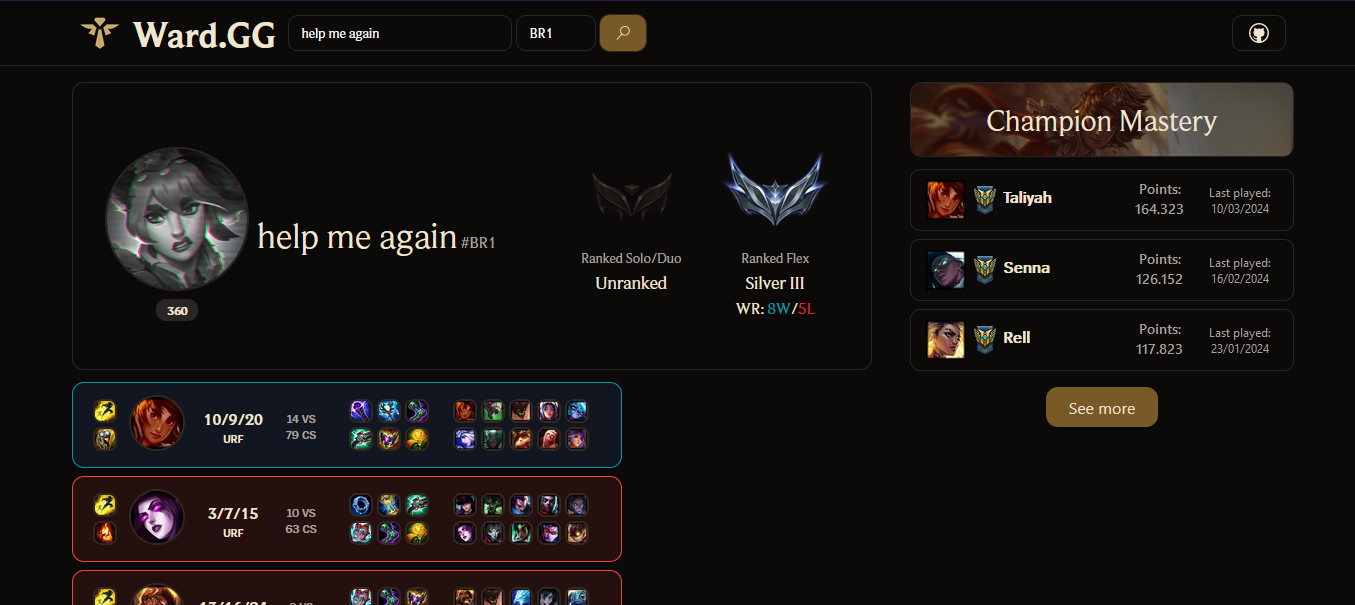 Ward.GG
help me again
BR1
help me again #BR1
360
Ranked Solo/Duo
Unranked
Ranked Flex
Silver III
WR: 8W/5L
Champion Mastery
Taliyah
Points:
164.323
Last played:
10/03/2024
Senna
Points:
126.152
Last played:
16/02/2024
Rell
Points:
117.823
Last played:
23/01/2024
See more
10/9/20
URF
14 VS
79 CS
3/7/15
URF
10 VS
63 CS